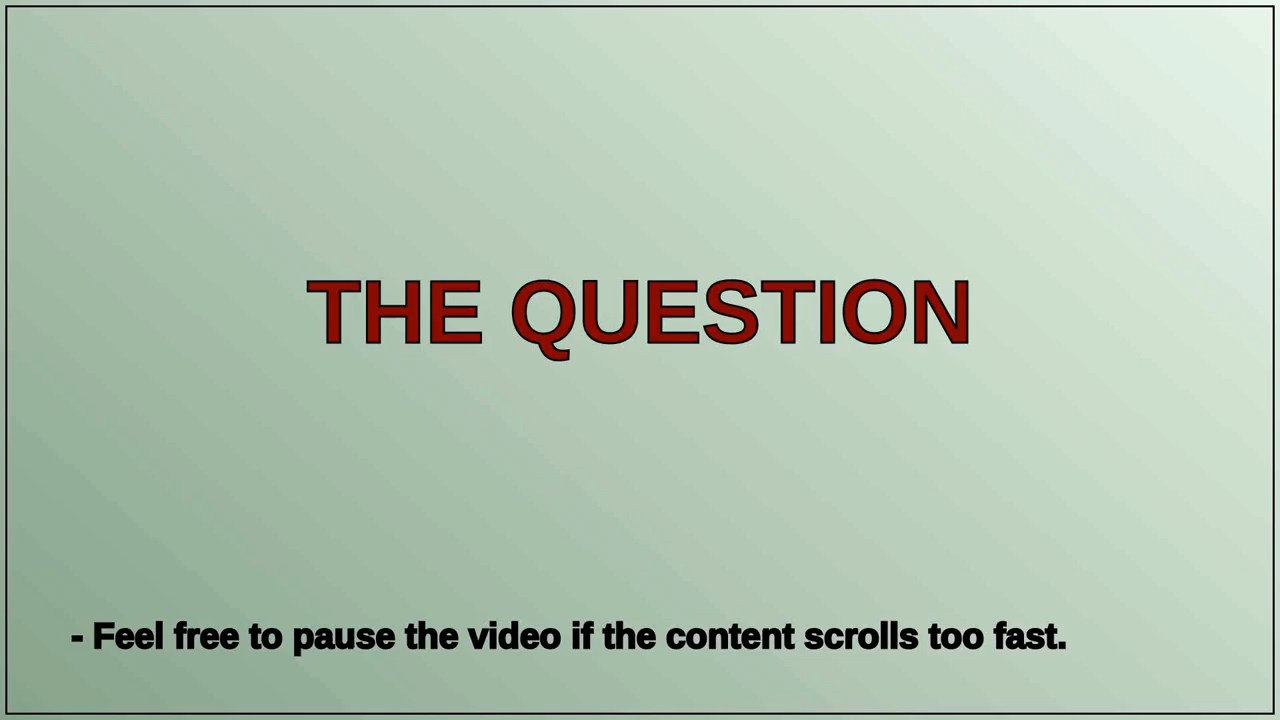 THE QUESTION
- Feel free to pause the video if the content scrolls too fast.